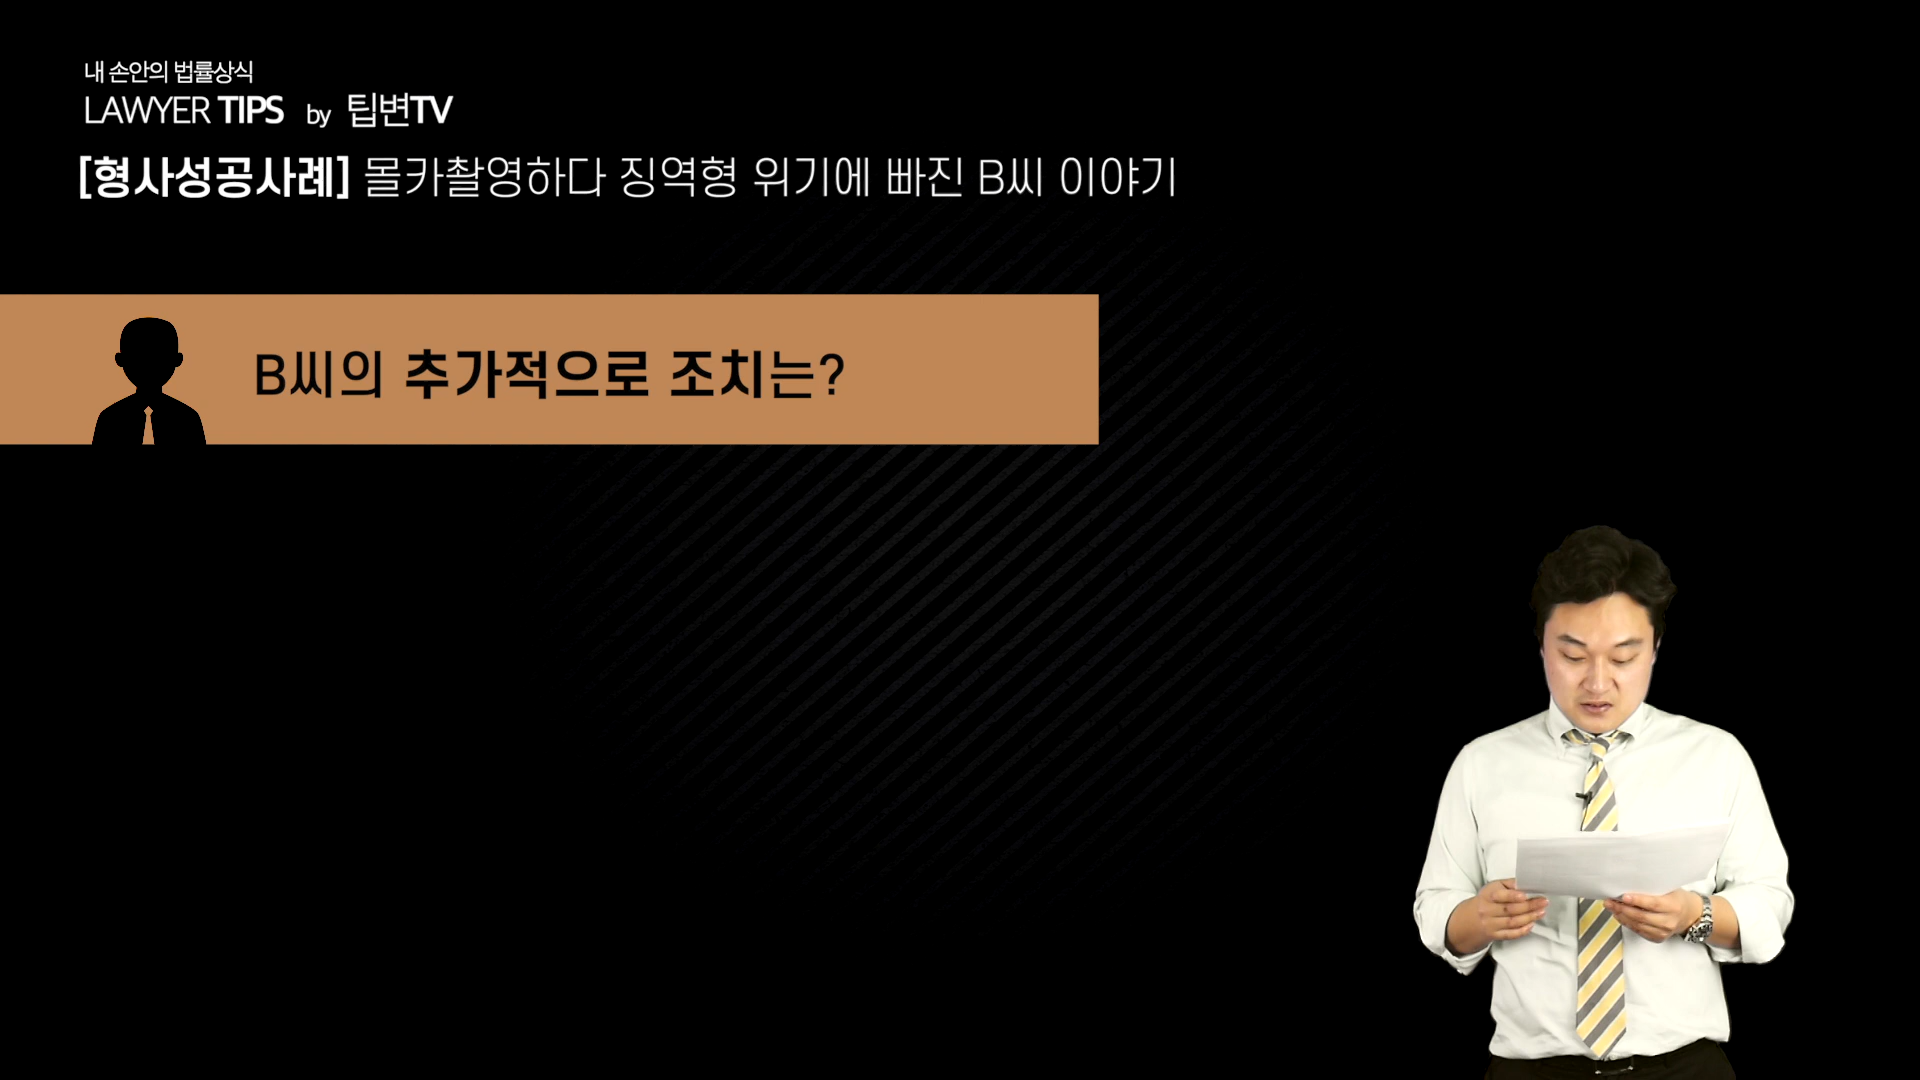 내 손안의 법률상식
LAWYER TIPS by 팁변TV
[형사성공사례] 몰카촬영하다 징역형 위기에 빠진 B씨 이야기
B씨의 추가적으로 조치는?